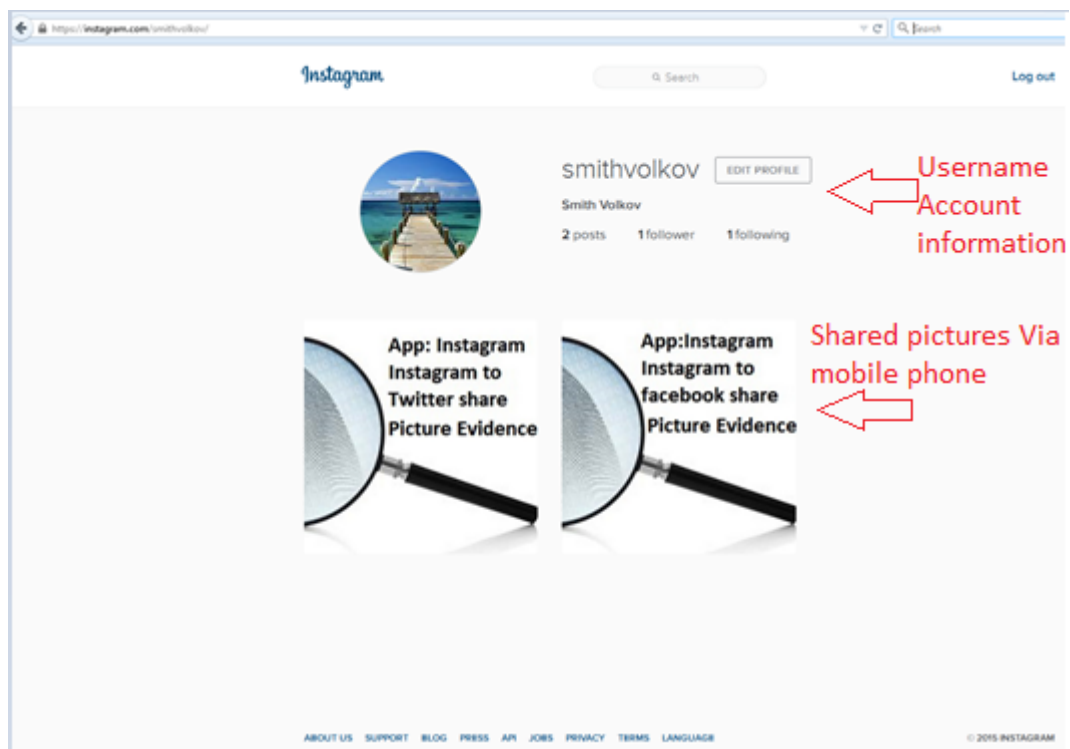 https://instagram.com/smithvolkov/
Search
Instagram
Search
Log out
smithvolkov EDIT PROFILE
Smith Volkov
2 posts 1 follower 1 following
Username
Account
information
App: Instagram
Instagram to
Twitter share
Picture Evidence
App:Instagram
Instagram to
facebook share
Picture Evidence
Shared pictures Via
mobile phone
ABOUT US SUPPORT BLOG PRESS API JOBS PRIVACY TERMS LANGUAGE
© 2015 INSTAGRAM